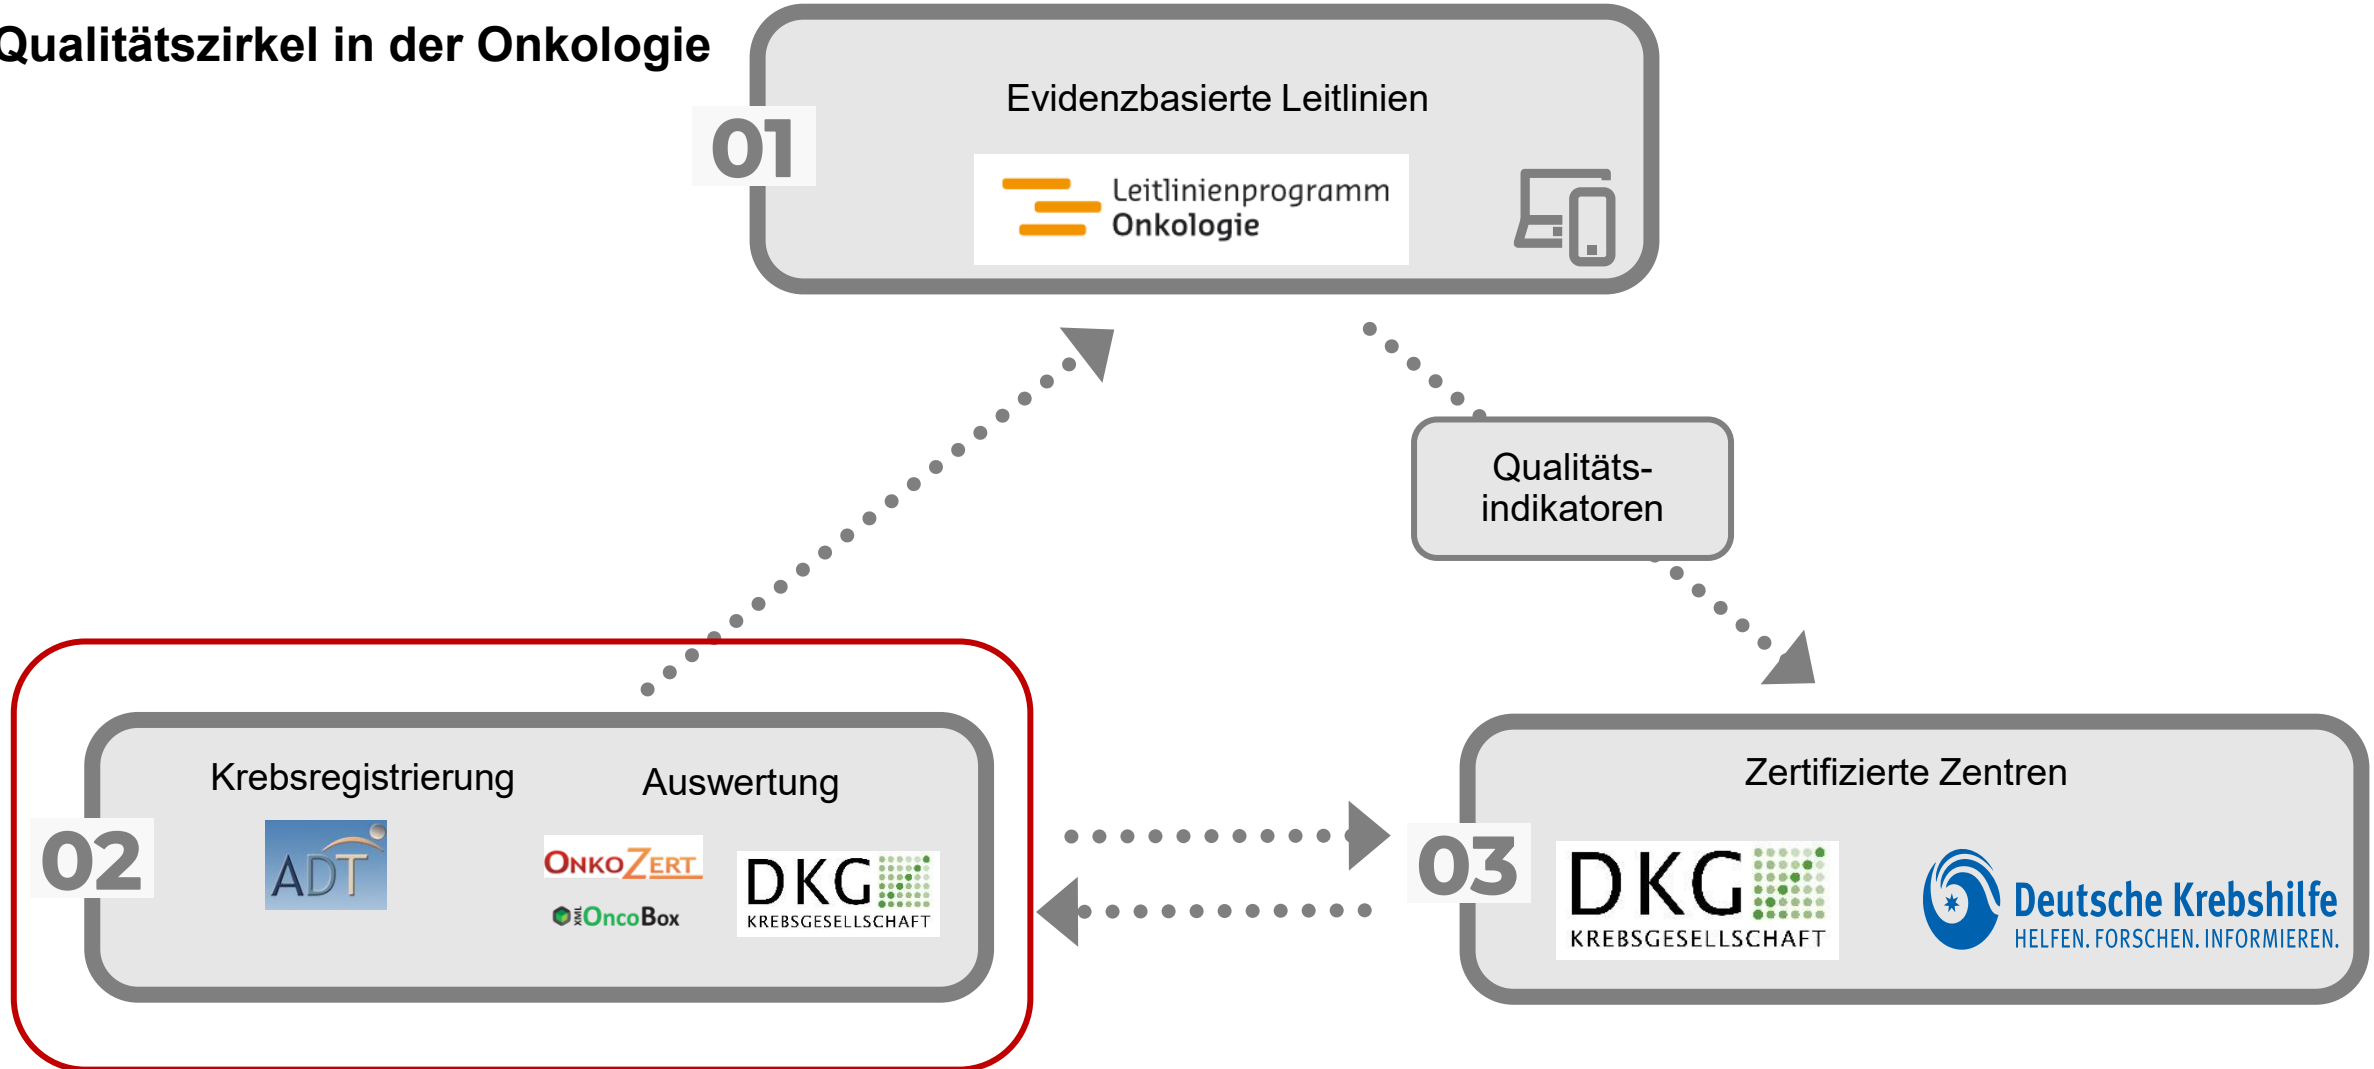 Qualitätszirkel in der Onkologie
01
Evidenzbasierte Leitlinien
Leitlinienprogramm
Onkologie
Qualitäts-
indikatoren
02
Krebsregistrierung
Auswertung
ADT
ONKOZERT
XML OncoBox
DKG
KREBSGESELLSCHAFT
03
Zertifizierte Zentren
DKG
KREBSGESELLSCHAFT
Deutsche Krebshilfe
HELFEN. FORSCHEN. INFORMIEREN.